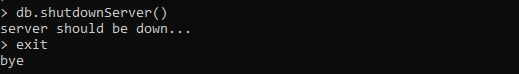 > db.shutdownServer()
server should be down...
> exit
bye